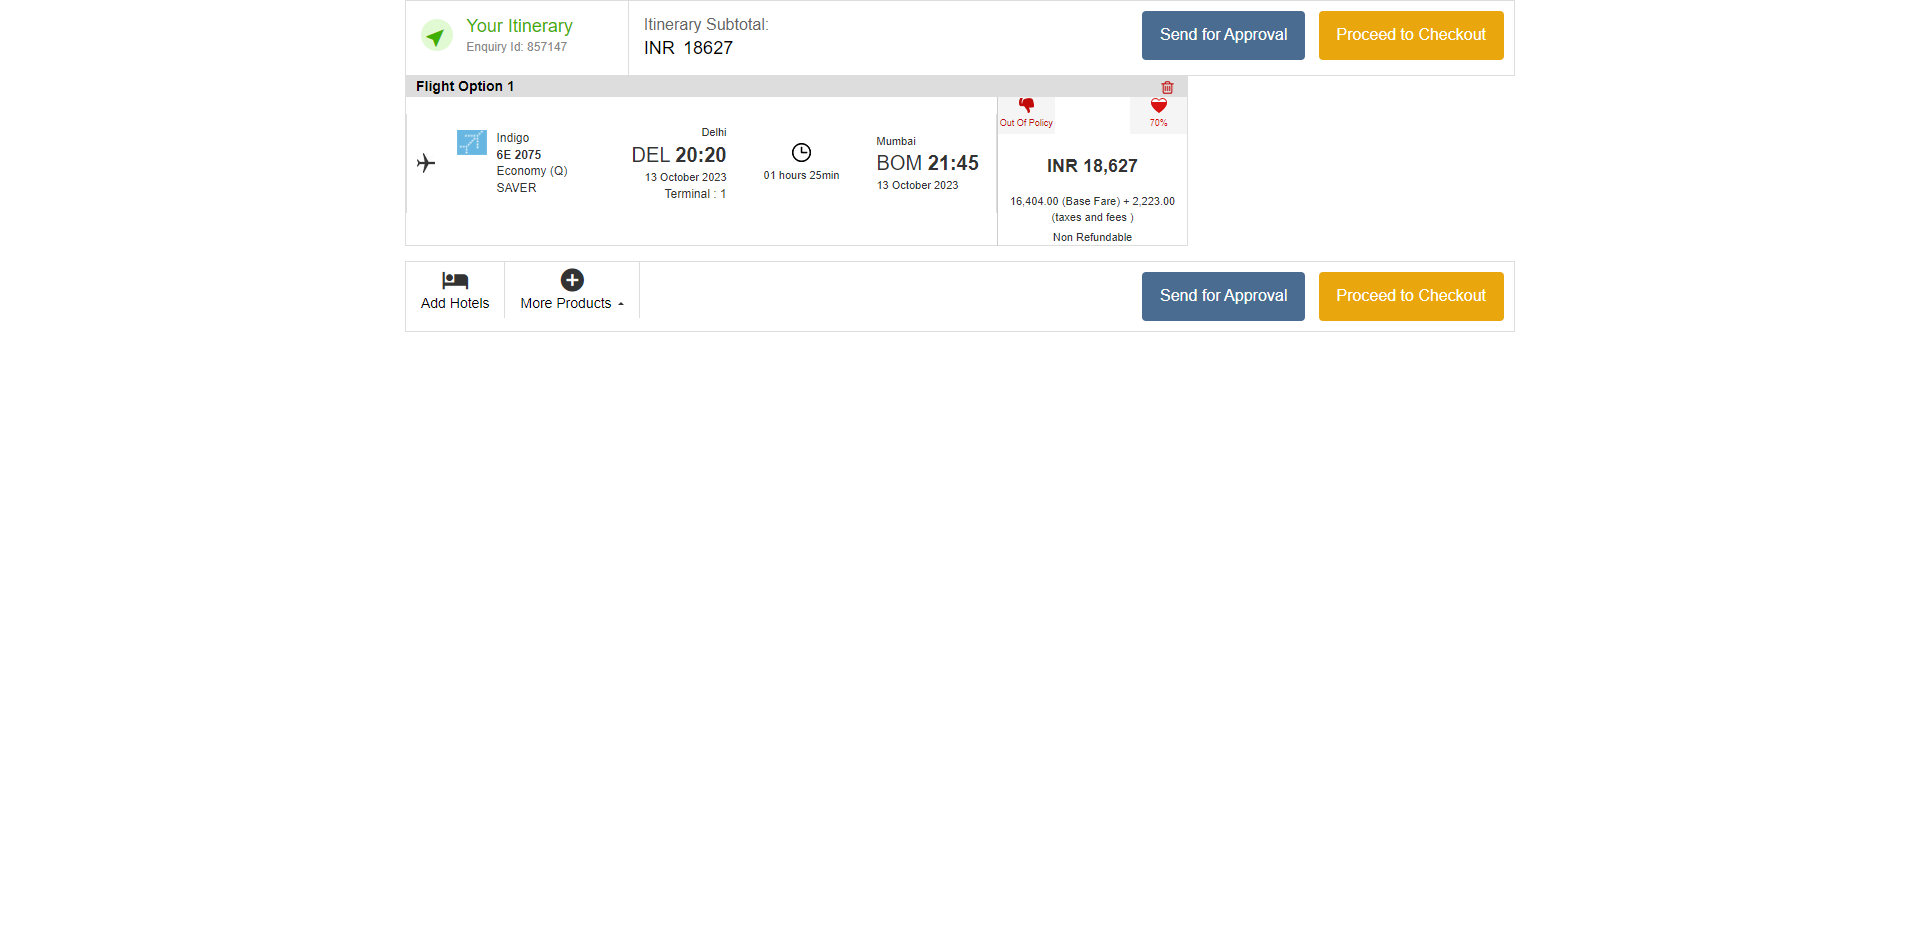 Your Itinerary
Enquiry Id: 857147
Itinerary Subtotal:
INR 18627
Send for Approval
Proceed to Checkout
Flight Option 1
Indigo
6E 2075
Economy (Q)
SAVER
Delhi
DEL 20:20
13 October 2023
Terminal : 1
01 hours 25min
Mumbai
BOM 21:45
13 October 2023
Out Of Policy
70%
INR 18,627
16,404.00 (Base Fare) + 2,223.00
(taxes and fees )
Non Refundable
Add Hotels
More Products
Send for Approval
Proceed to Checkout